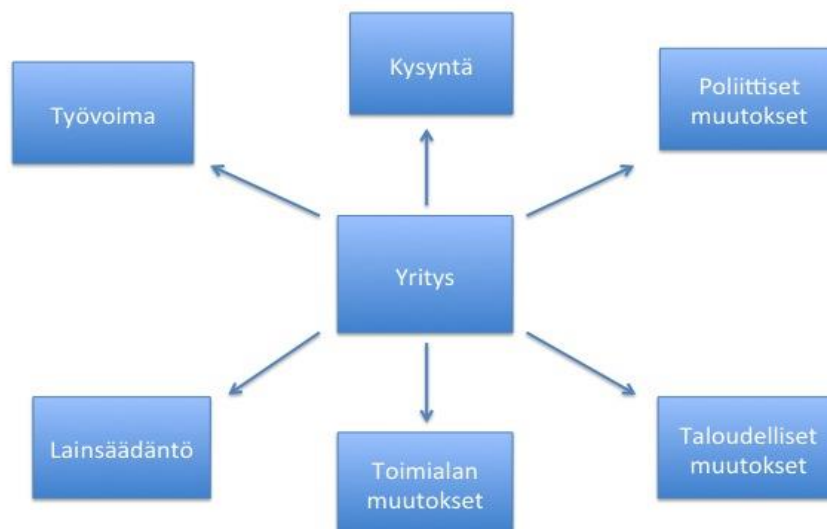 Kysyntä
Työvoima
Poliittiset
muutokset
Yritys
Lainsäädäntö
Toimialan
muutokset
Taloudelliset
muutokset